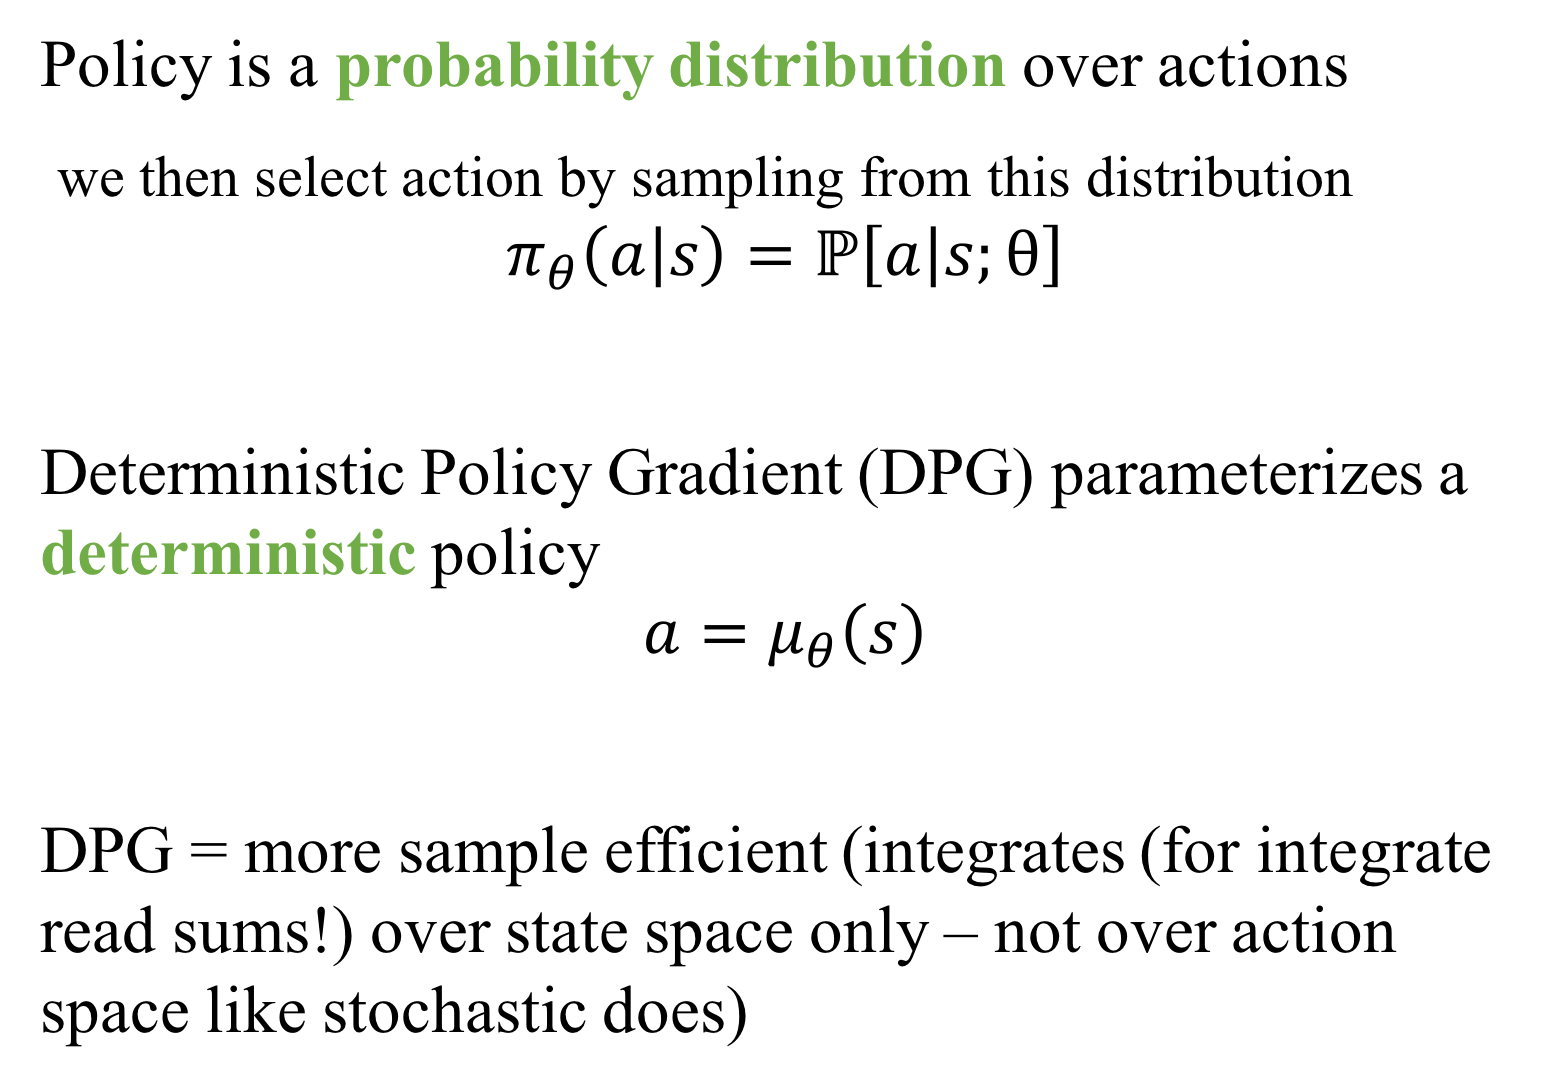 Policy is a probability distribution over actions
we then select action by sampling from this distribution
π_θ(a|s) = ℙ[a|s; θ]
Deterministic Policy Gradient (DPG) parameterizes a
deterministic policy
a = μ_θ(s)
DPG = more sample efficient (integrates (for integrate
read sums!) over state space only – not over action
space like stochastic does)